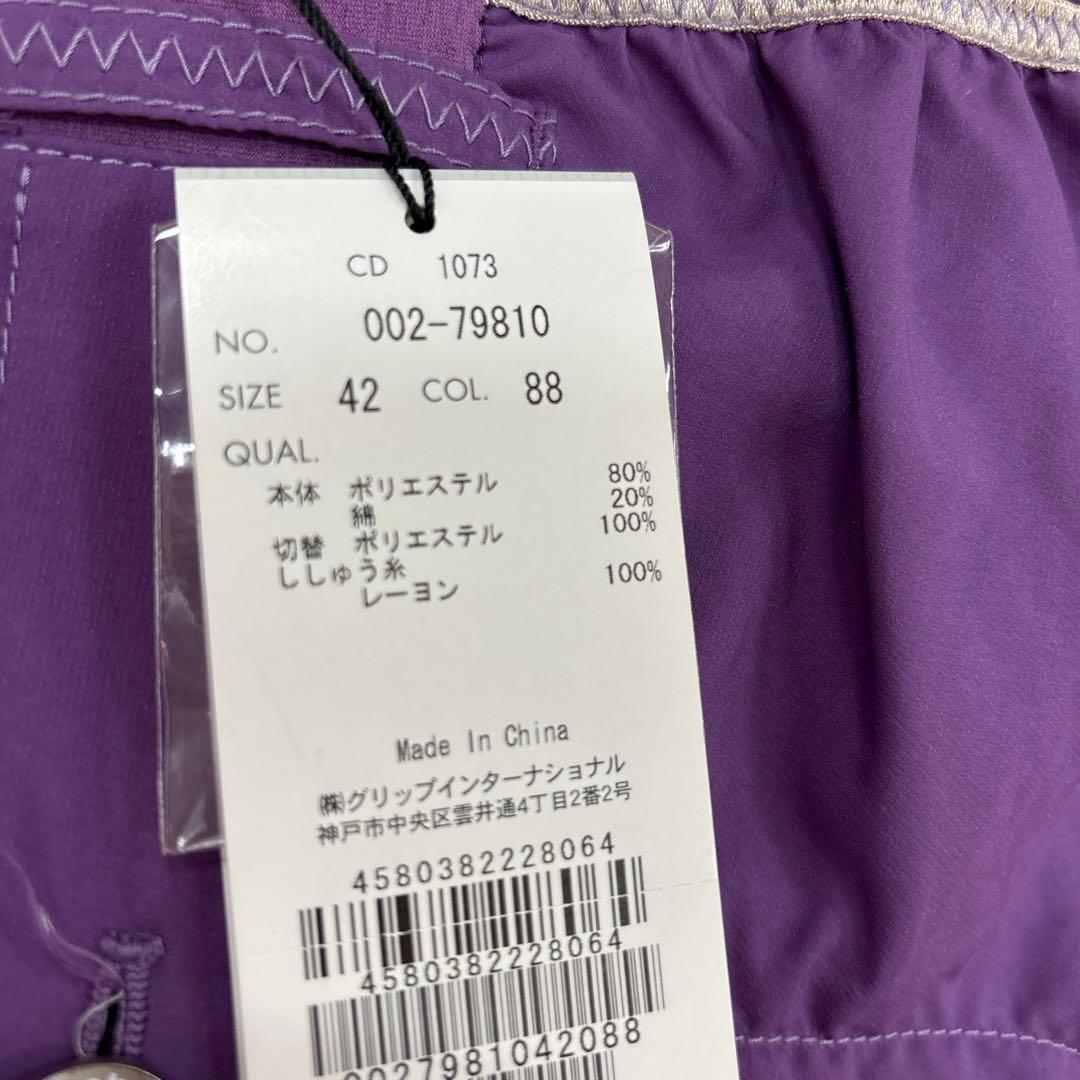 CD 1073
NO. 002-79810
SIZE 42 COL. 88
QUAL.
本体 ポリエステル 80%
綿 20%
切替 ポリエステル 100%
ししゅう糸
レーヨン 100%
Made In China
㈱グリップインターナショナル
神戸市中央区雲井通4丁目2番2号
4580382228064
4580382228064
0027981042088